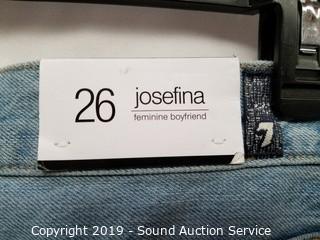 26
josefina
feminine boyfriend
7
Copyright 2019 - Sound Auction Service